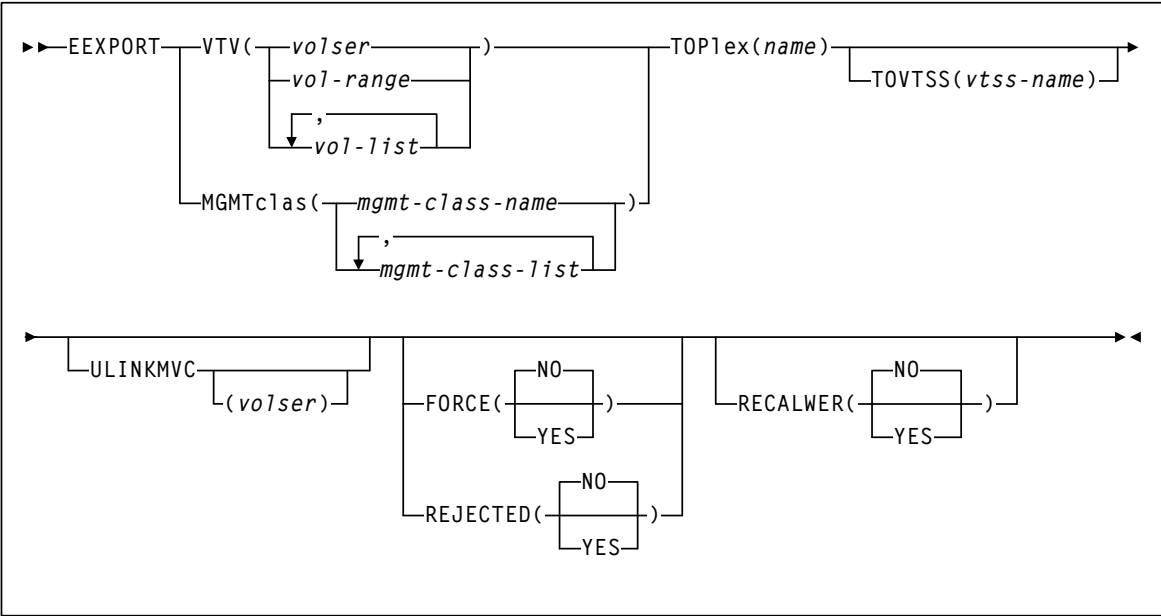 EEXPORT VTV( volser ) TOPlex(name)
vol-range TOVTSS(vtss-name)
,
vol-list
MGMTclas( mgmt-class-name )
,
mgmt-class-list
ULINKMVC NO NO
(volser) FORCE( ) RECALWER( )
YES YES
NO
REJECTED( )
YES